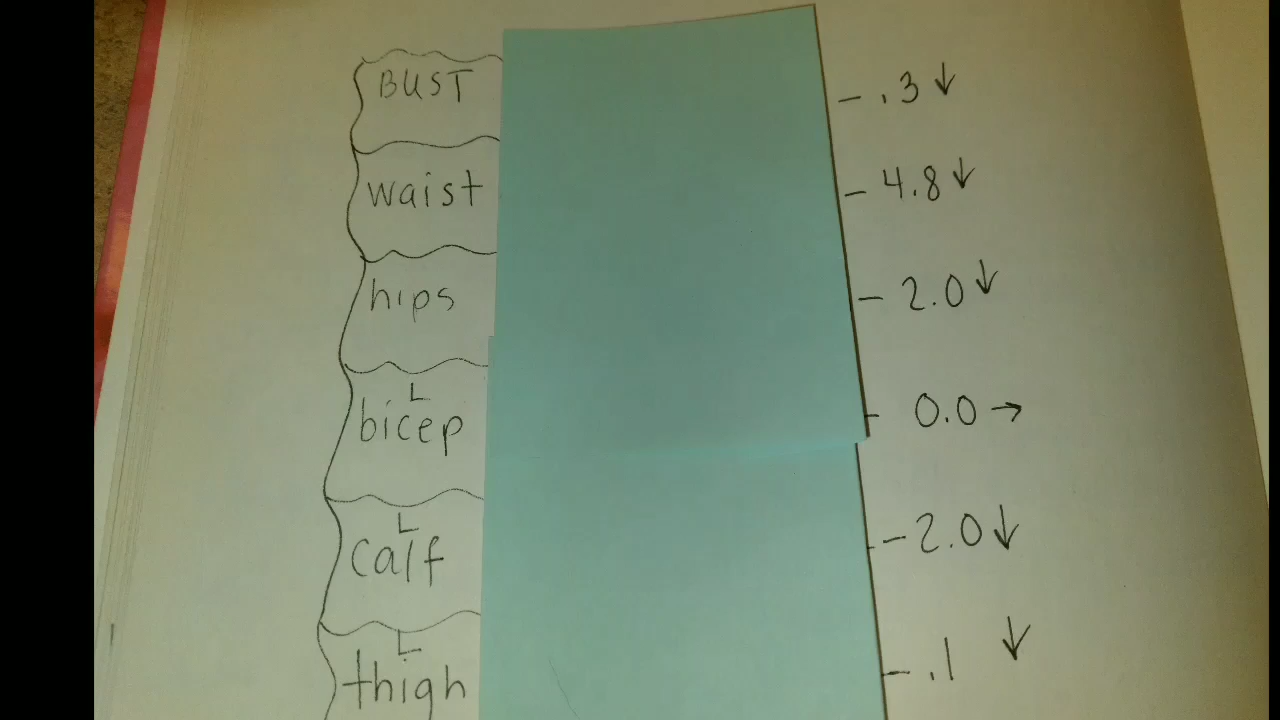 BUST - .3 ↓
waist - 4.8 ↓
hips - 2.0 ↓
L
bicep - 0.0 →
L
calf - 2.0 ↓
L
thigh - .1 ↓